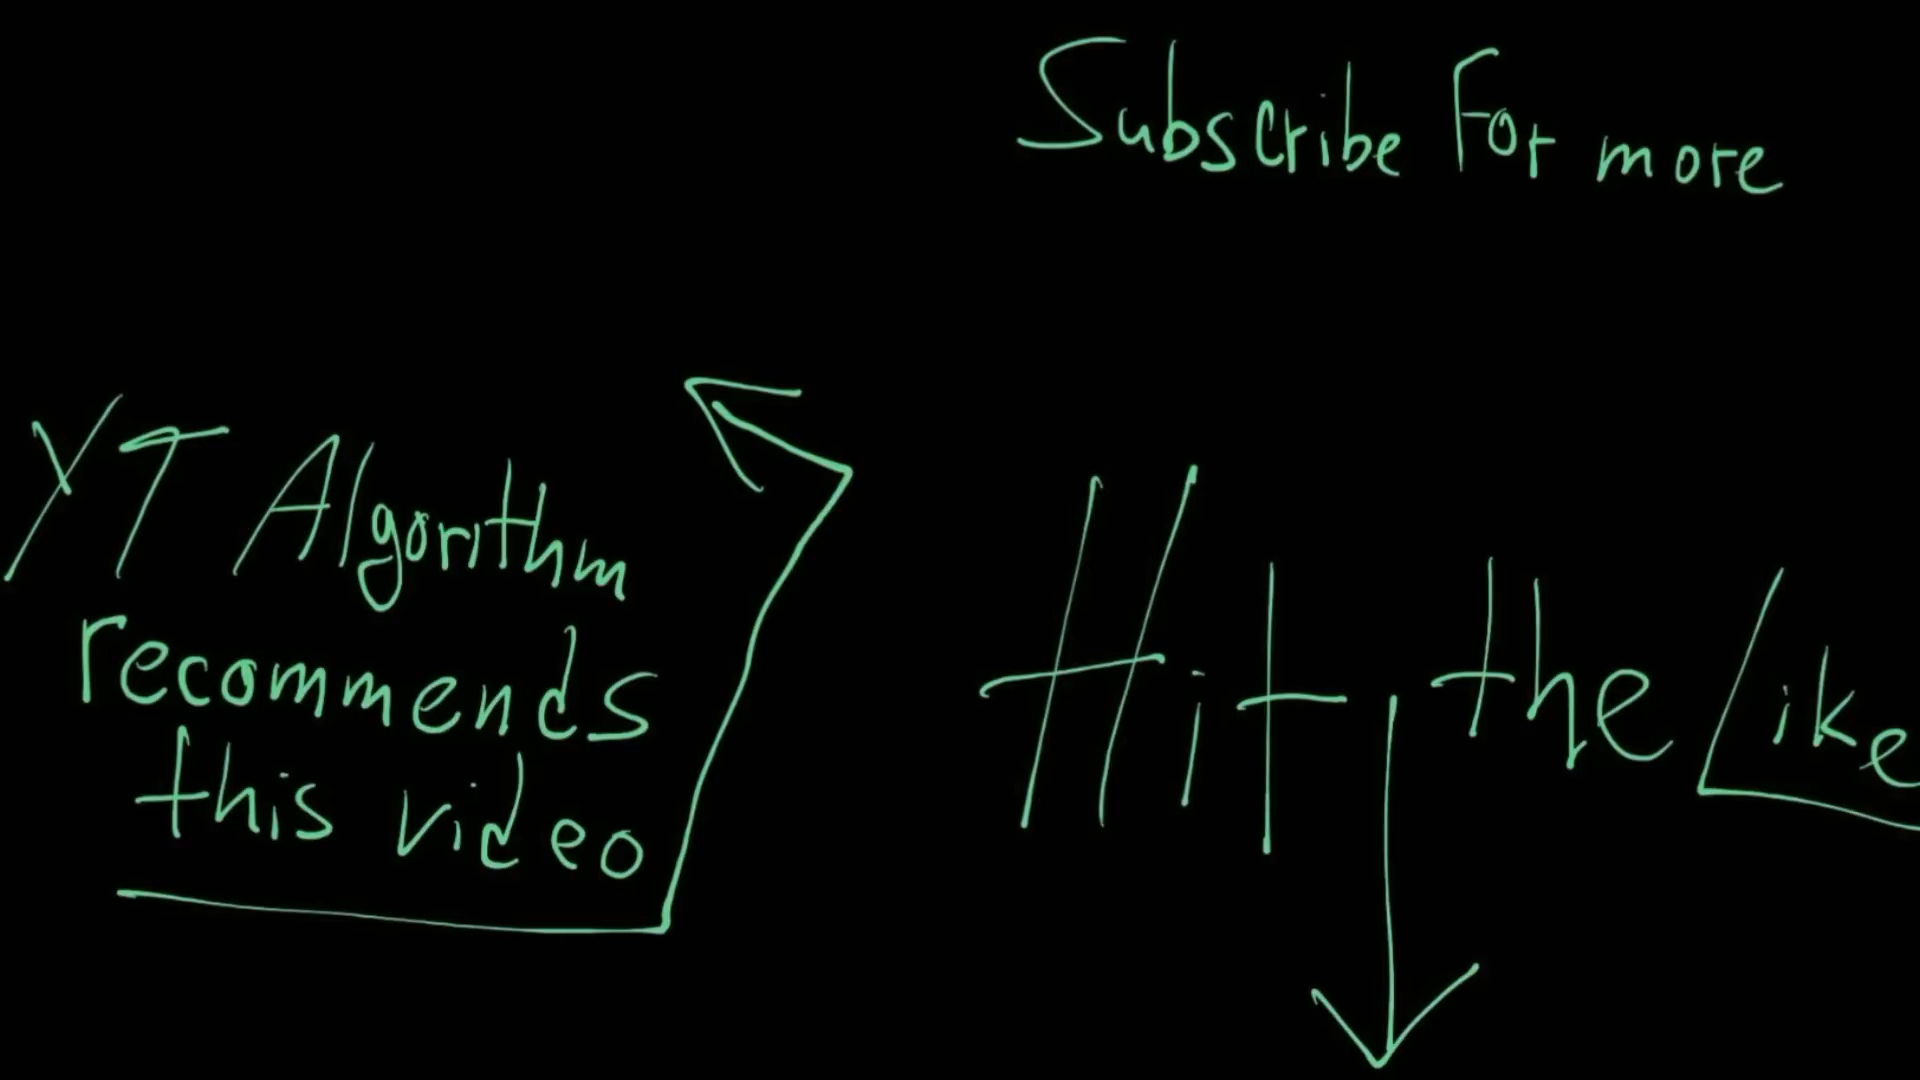 Subscribe For more
YT Algorithm
recommends
this video
Hit the Like